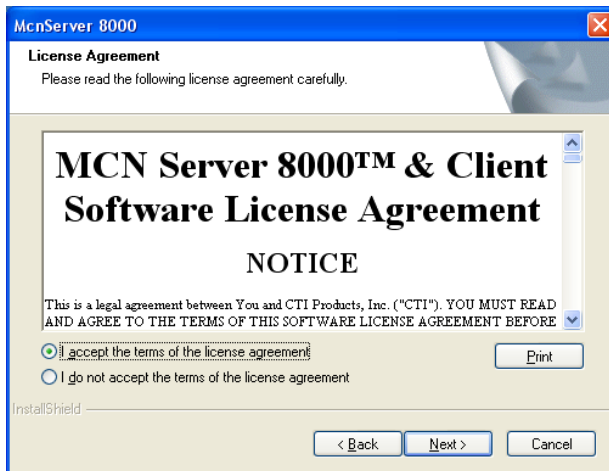 McnServer 8000
License Agreement
Please read the following license agreement carefully.
MCN Server 8000™ & Client
Software License Agreement
NOTICE
This is a legal agreement between You and CTI Products, Inc. ("CTI"). YOU MUST READ
AND AGREE TO THE TERMS OF THIS SOFTWARE LICENSE AGREEMENT BEFORE
I accept the terms of the license agreement
Print
I do not accept the terms of the license agreement
InstallShield
< Back
Next >
Cancel